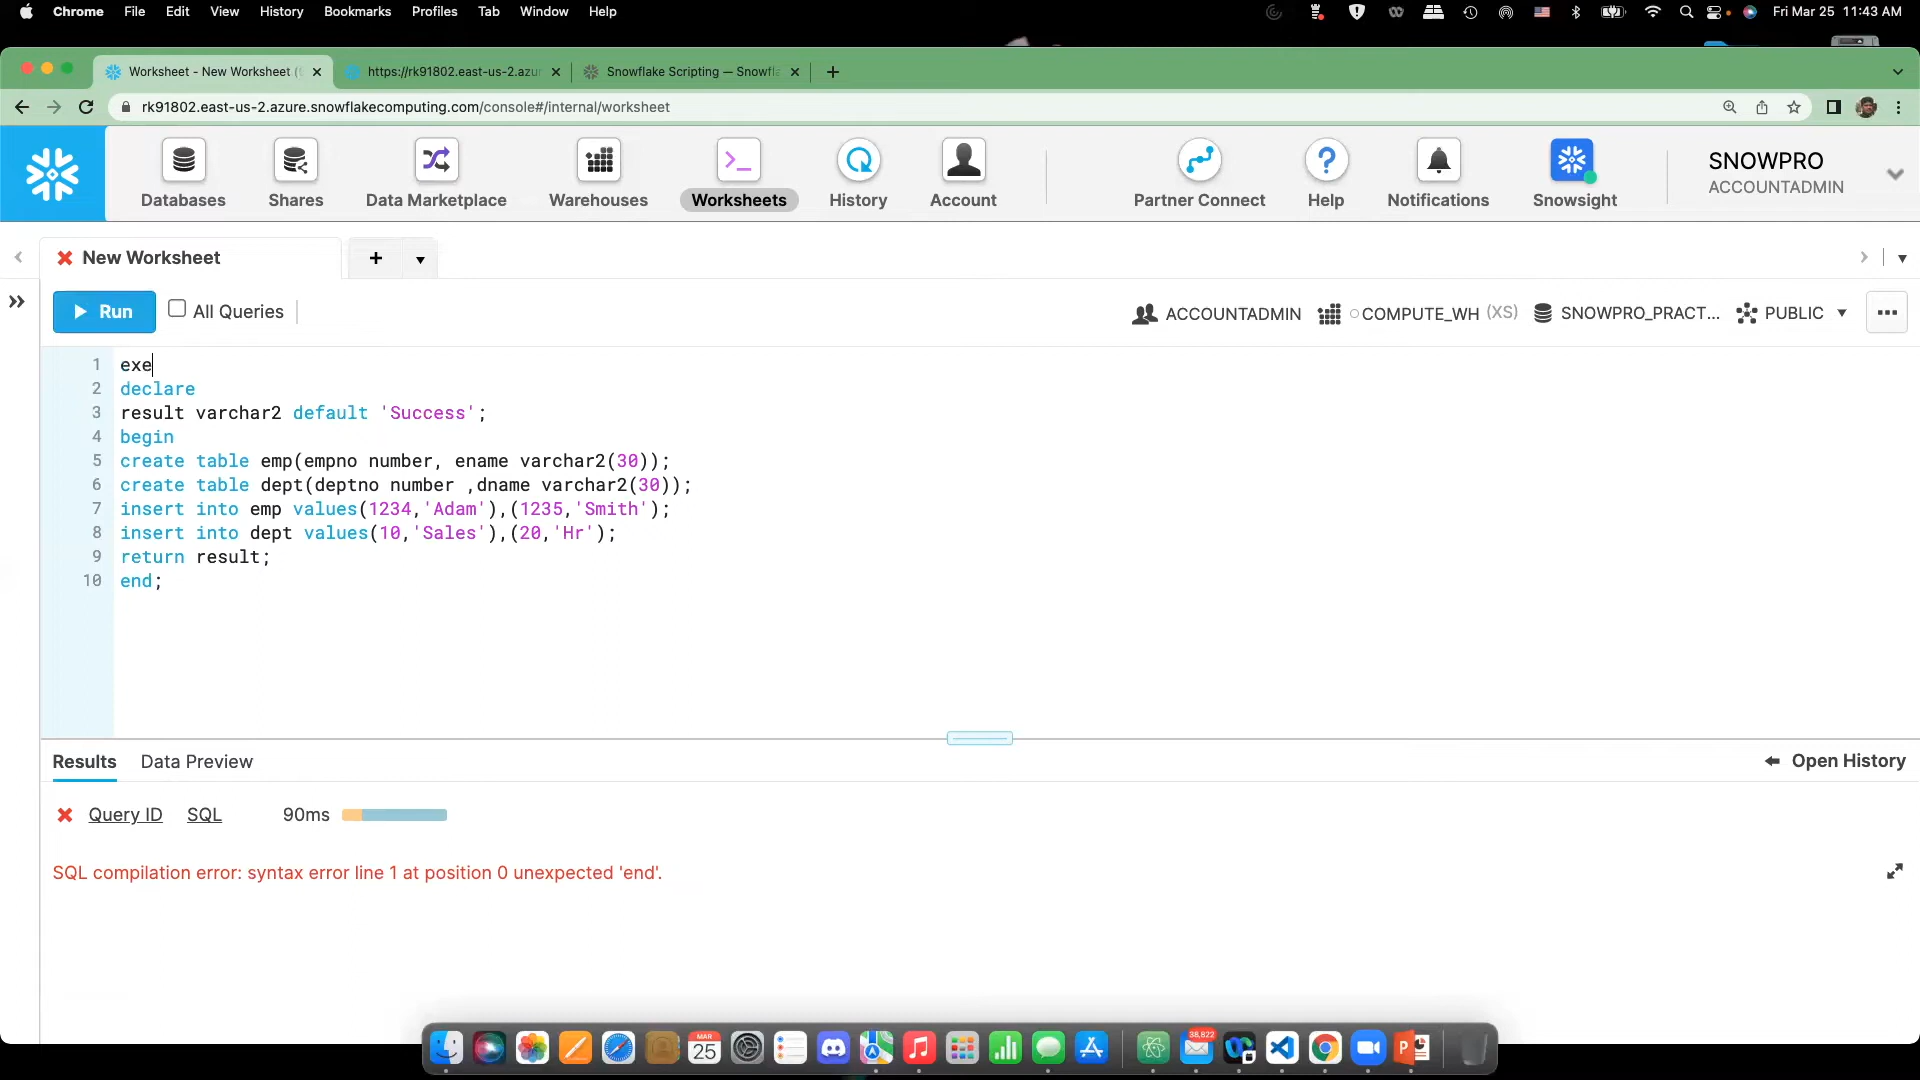 Chrome File Edit View History Bookmarks Profiles Tab Window Help Fri Mar 25 11:43 AM
Worksheet - New Worksheet ( https://rk91802.east-us-2.azur Snowflake Scripting — Snowfl
rk91802.east-us-2.azure.snowflakecomputing.com/console#/internal/worksheet
Databases Shares Data Marketplace Warehouses Worksheets History Account Partner Connect Help Notifications Snowsight
SNOWPRO
ACCOUNTADMIN
New Worksheet
Run All Queries ACCOUNTADMIN COMPUTE_WH (XS) SNOWPRO_PRACT... PUBLIC
1 exe
2 declare
3 result varchar2 default 'Success';
4 begin
5 create table emp(empno number, ename varchar2(30));
6 create table dept(deptno number ,dname varchar2(30));
7 insert into emp values(1234,'Adam'),(1235,'Smith');
8 insert into dept values(10,'Sales'),(20,'Hr');
9 return result;
10 end;
Results Data Preview Open History
Query ID SQL 90ms
SQL compilation error: syntax error line 1 at position 0 unexpected 'end'.
MAR
25
38,822